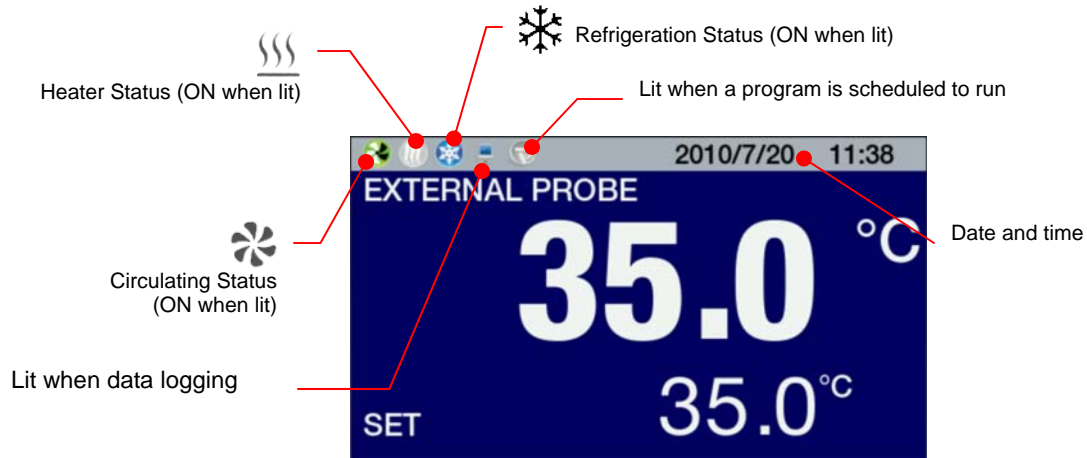 Refrigeration Status (ON when lit)
Heater Status (ON when lit)
Lit when a program is scheduled to run
2010/7/20 11:38
EXTERNAL PROBE
35.0 °C
Date and time
Circulating Status
(ON when lit)
Lit when data logging
SET 35.0°C